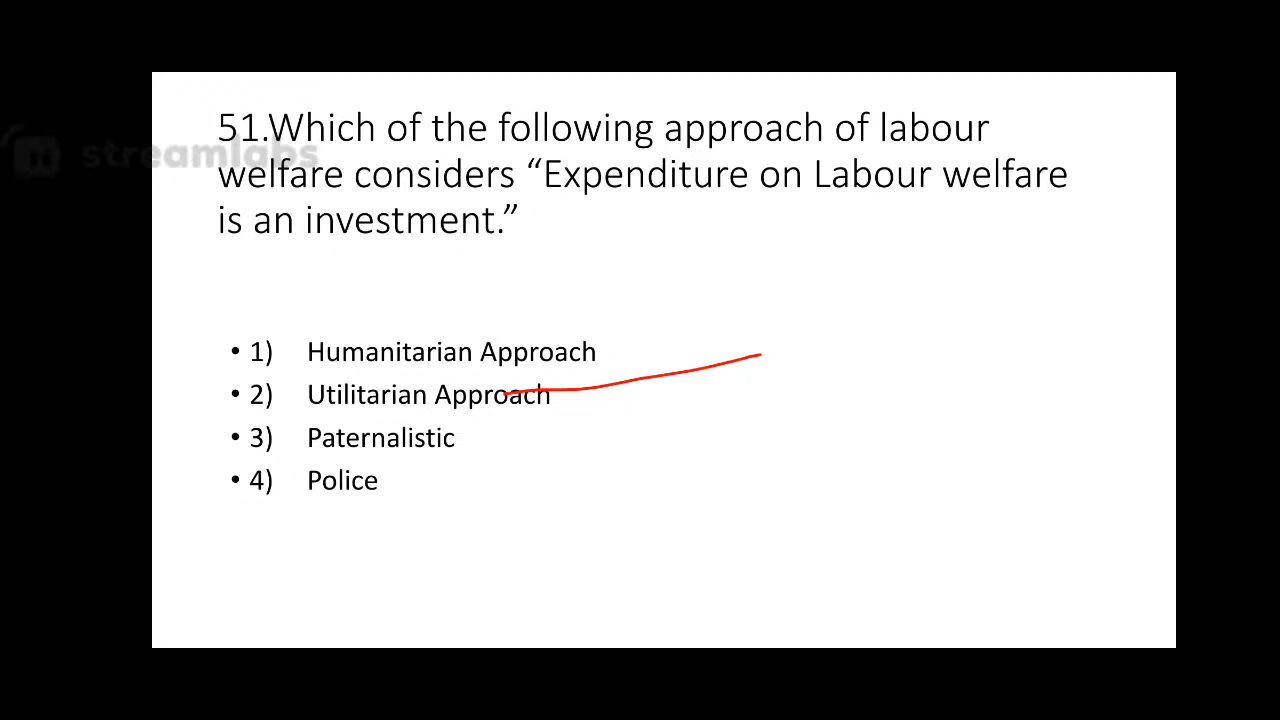 51.Which of the following approach of labour
streamlabs
welfare considers “Expenditure on Labour welfare
is an investment.”
• 1) Humanitarian Approach
• 2) Utilitarian Approach
• 3) Paternalistic
• 4) Police